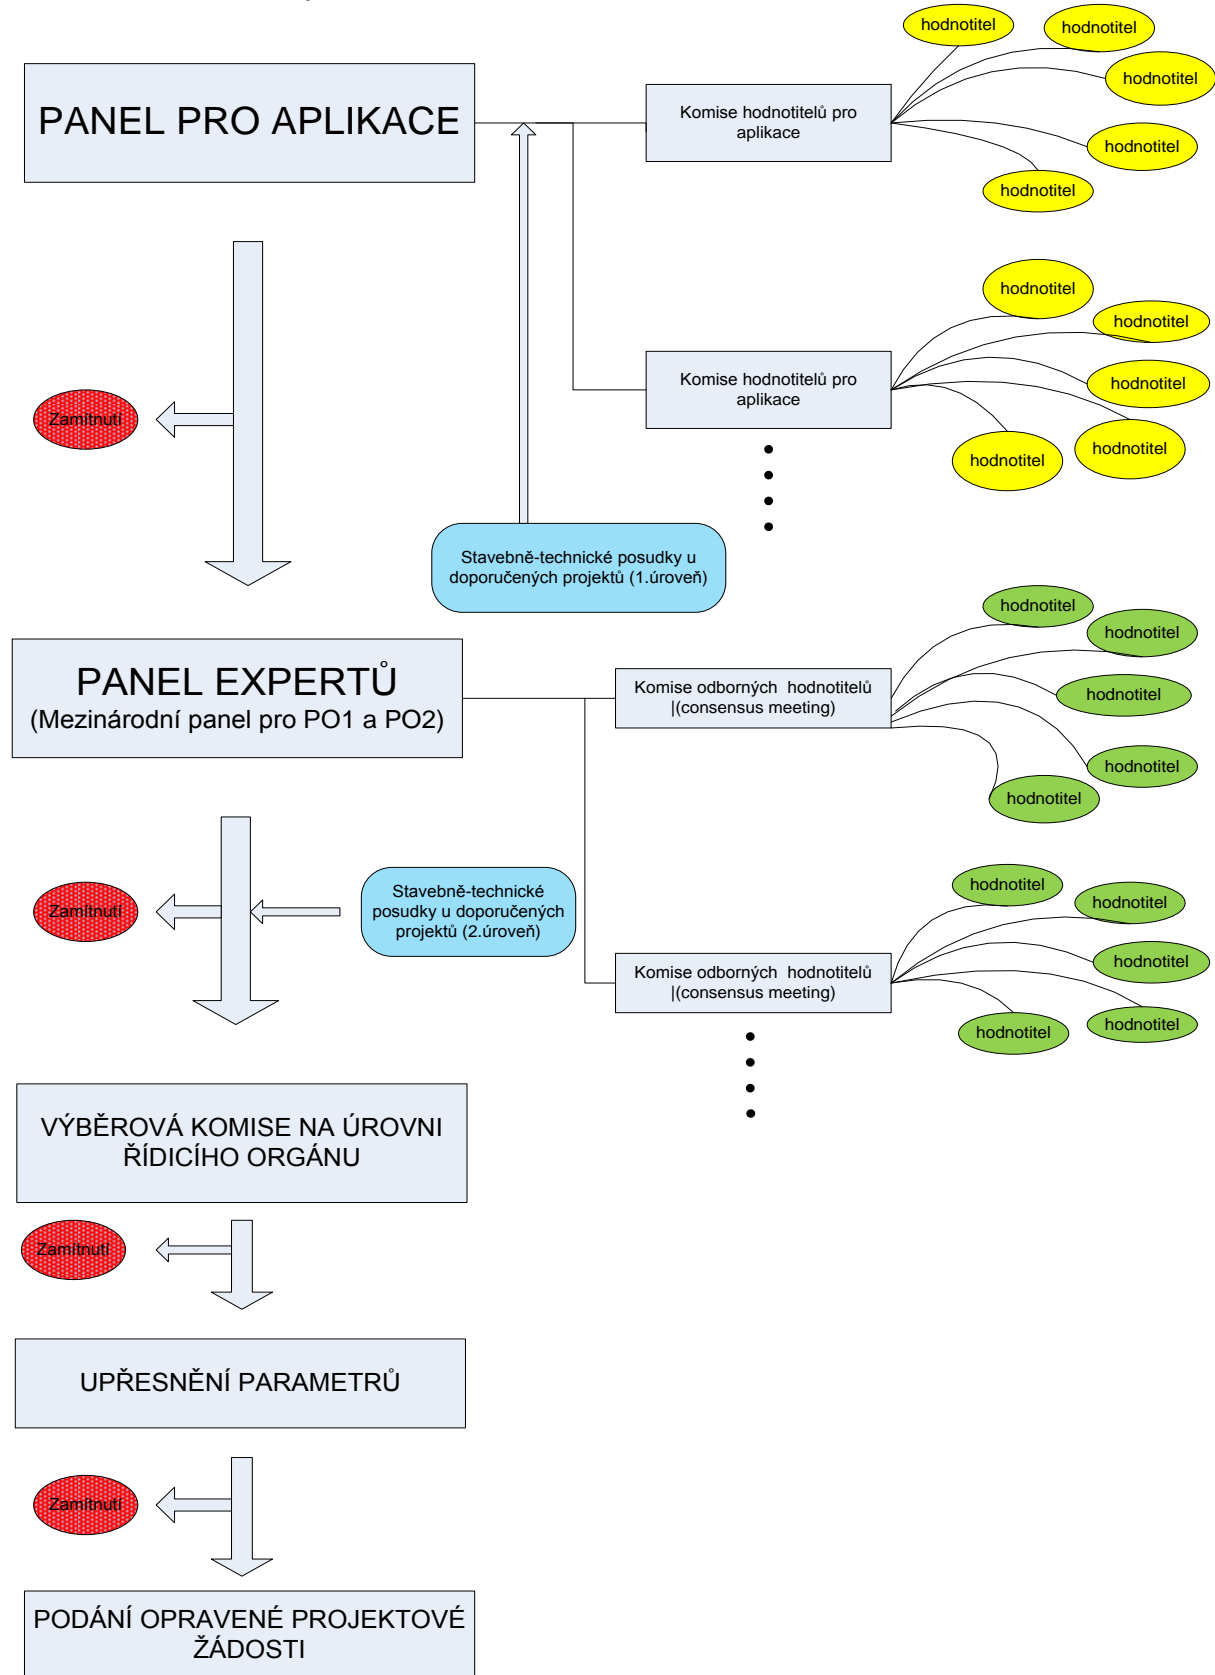 hodnotitel
hodnotitel
hodnotitel
hodnotitel
hodnotitel
PANEL PRO APLIKACE
Komise hodnotitelů pro
aplikace
hodnotitel
hodnotitel
hodnotitel
hodnotitel
hodnotitel
Komise hodnotitelů pro
aplikace
Zamítnutí
Stavebně-technické posudky u
doporučených projektů (1.úroveň)
PANEL EXPERTŮ
(Mezinárodní panel pro PO1 a PO2)
Komise odborných hodnotitelů
|(consensus meeting)
hodnotitel
hodnotitel
hodnotitel
hodnotitel
hodnotitel
Zamítnutí
Stavebně-technické
posudky u doporučených
projektů (2.úroveň)
Komise odborných hodnotitelů
|(consensus meeting)
hodnotitel
hodnotitel
hodnotitel
hodnotitel
hodnotitel
VÝBĚROVÁ KOMISE NA ÚROVNI
ŘÍDICÍHO ORGÁNU
Zamítnutí
UPŘESNĚNÍ PARAMETRŮ
Zamítnutí
PODÁNÍ OPRAVENÉ PROJEKTOVÉ
ŽÁDOSTI